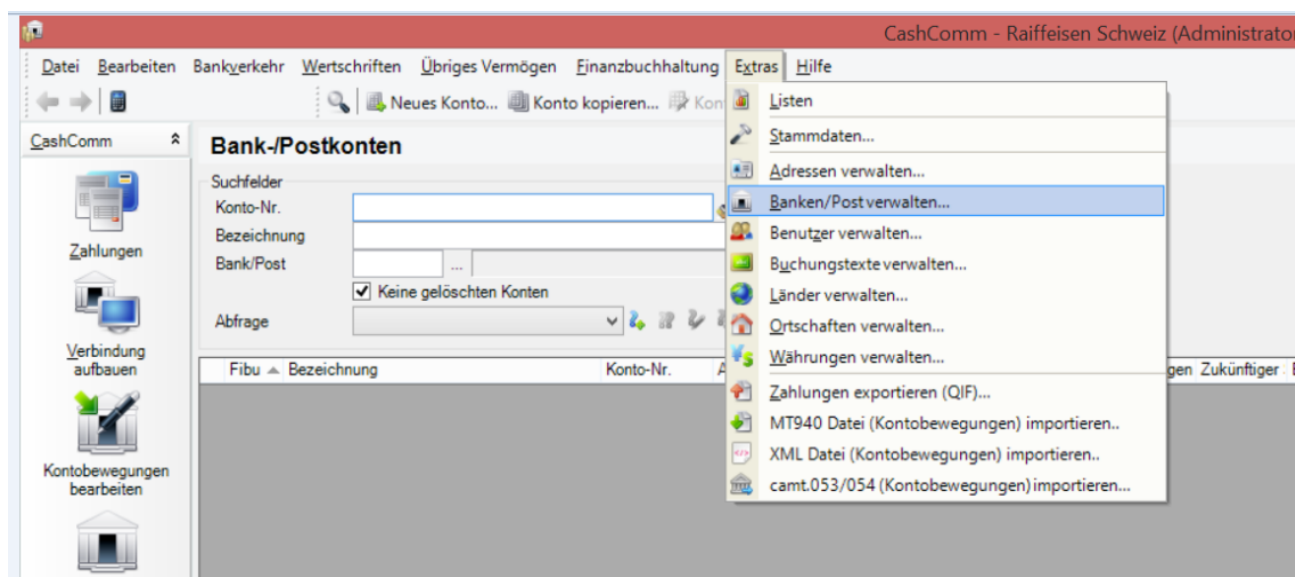 CashComm - Raiffeisen Schweiz (Administrator
Datei Bearbeiten Bankverkehr Wertschriften Übriges Vermögen Finanzbuchhaltung Extras Hilfe
Neues Konto... Konto kopieren... Kon
CashComm
Zahlungen
Verbindung
aufbauen
Kontobewegungen
bearbeiten
Bank-/Postkonten
Suchfelder
Konto-Nr.
Bezeichnung
Bank/Post ...
Keine gelöschten Konten
Abfrage
Fibu Bezeichnung Konto-Nr. A gen Zukünftiger
Listen
Stammdaten...
Adressen verwalten...
Banken/Post verwalten...
Benutzer verwalten...
Buchungstexte verwalten...
Länder verwalten...
Ortschaften verwalten...
Währungen verwalten...
Zahlungen exportieren (QIF)...
MT940 Datei (Kontobewegungen) importieren..
XML Datei (Kontobewegungen) importieren..
camt.053/054 (Kontobewegungen) importieren...